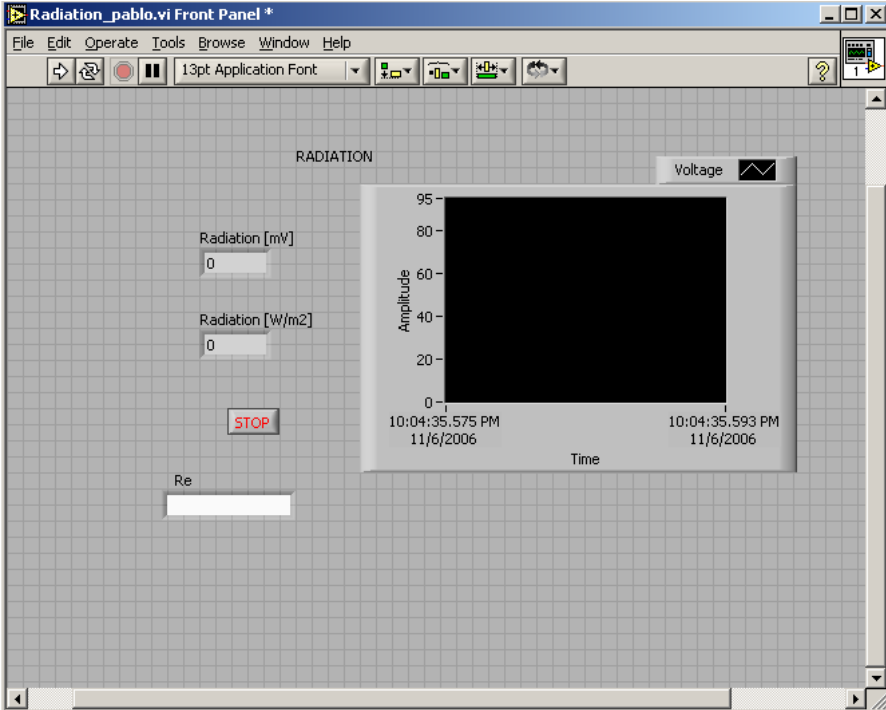 Radiation_pablo.vi Front Panel *
File Edit Operate Tools Browse Window Help
13pt Application Font
?
1
RADIATION
Voltage
Radiation [mV]
0
Radiation [W/m2]
0
STOP
Re
95
80
60
40
20
0
Amplitude
10:04:35.575 PM
11/6/2006
10:04:35.593 PM
11/6/2006
Time